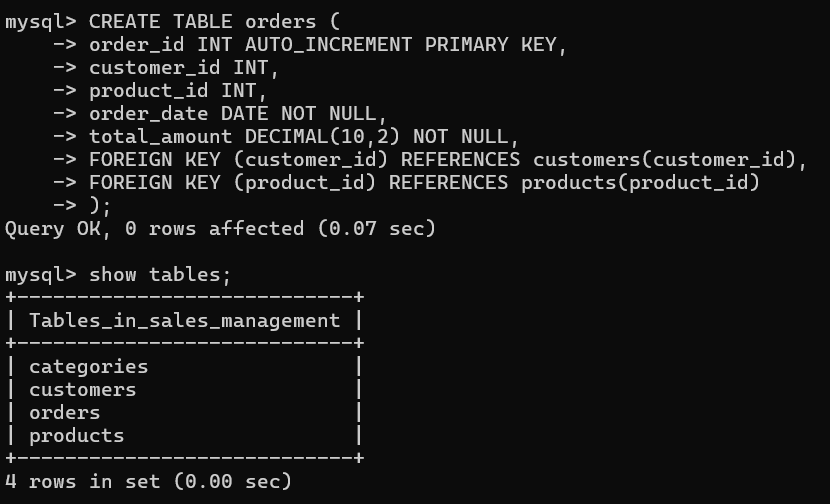 mysql> CREATE TABLE orders (
    -> order_id INT AUTO_INCREMENT PRIMARY KEY,
    -> customer_id INT,
    -> product_id INT,
    -> order_date DATE NOT NULL,
    -> total_amount DECIMAL(10,2) NOT NULL,
    -> FOREIGN KEY (customer_id) REFERENCES customers(customer_id),
    -> FOREIGN KEY (product_id) REFERENCES products(product_id)
    -> );
Query OK, 0 rows affected (0.07 sec)

mysql> show tables;
+----------------------------+
| Tables_in_sales_management |
+----------------------------+
| categories                 |
| customers                  |
| orders                     |
| products                   |
+----------------------------+
4 rows in set (0.00 sec)